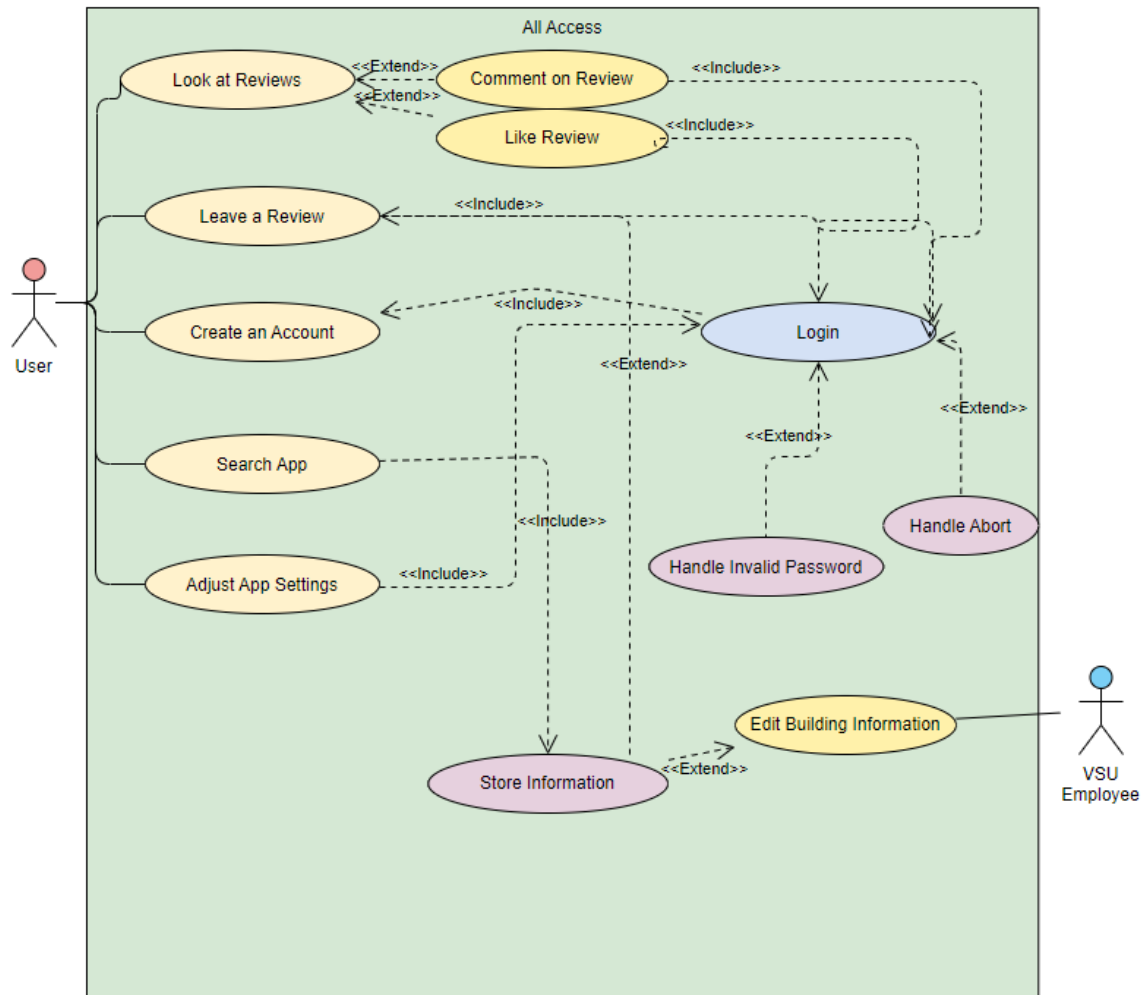 All Access
Look at Reviews
<<Extend>>
Comment on Review
<<Include>>
<<Extend>>
Like Review
<<Include>>
Leave a Review
<<Include>>
User
Create an Account
<<Include>>
Login
<<Extend>>
<<Extend>>
<<Extend>>
Search App
<<Include>>
Handle Abort
Handle Invalid Password
Adjust App Settings
<<Include>>
Edit Building Information
Store Information
<<Extend>>
VSU
Employee